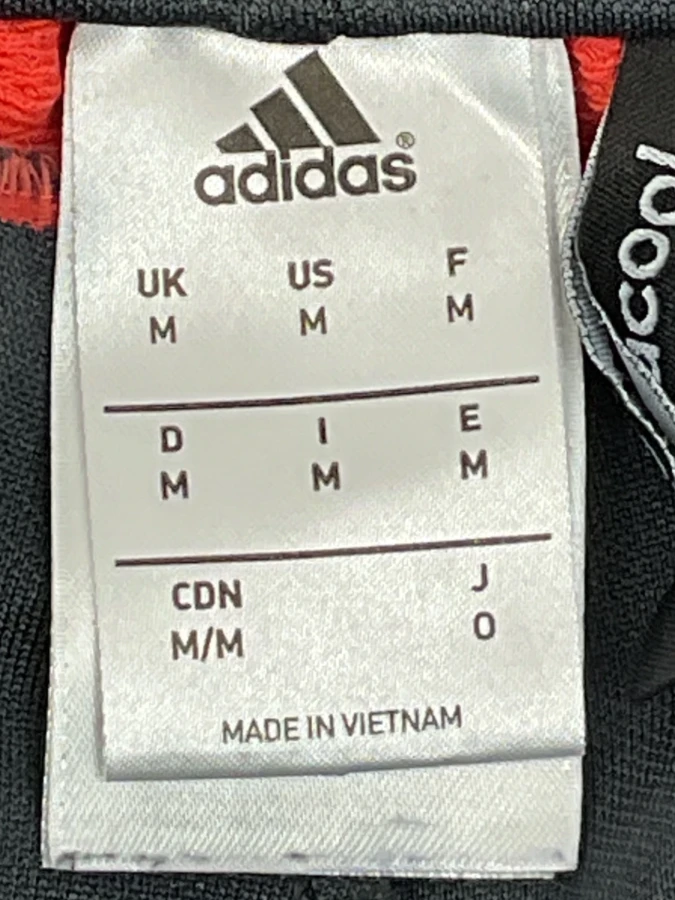 adidas®
UK US F
M M M
D I E
M M M
CDN J
M/M O
MADE IN VIETNAM